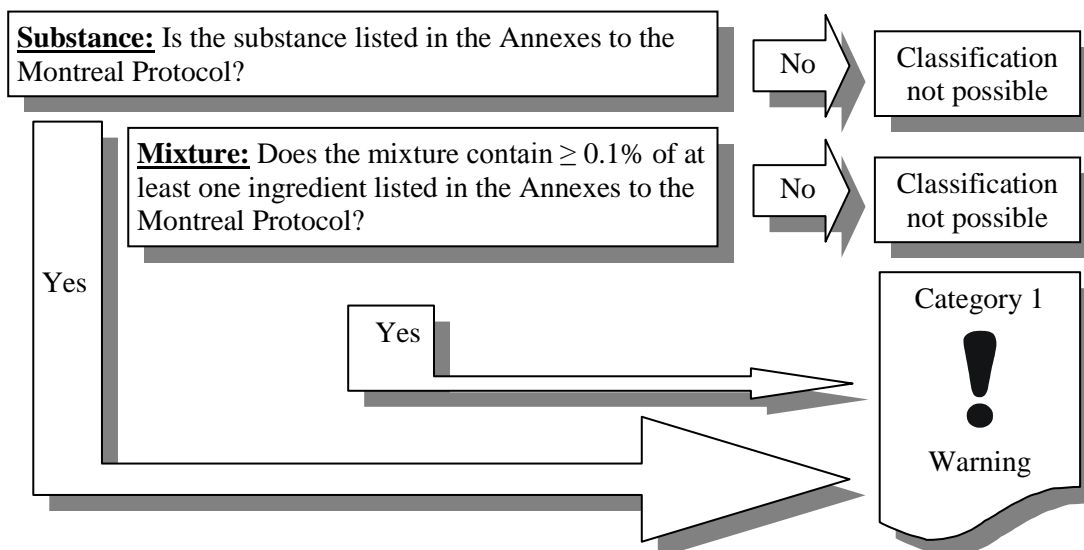 Substance: Is the substance listed in the Annexes to the
Montreal Protocol?
No
Classification
not possible
Mixture: Does the mixture contain ≥ 0.1% of at
least one ingredient listed in the Annexes to the
Montreal Protocol?
No
Classification
not possible
Yes
Yes
Category 1
!
Warning